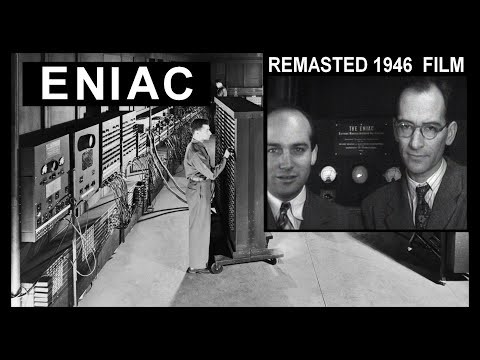 ENIAC
REMASTED 1946 FILM
THE ENIAC